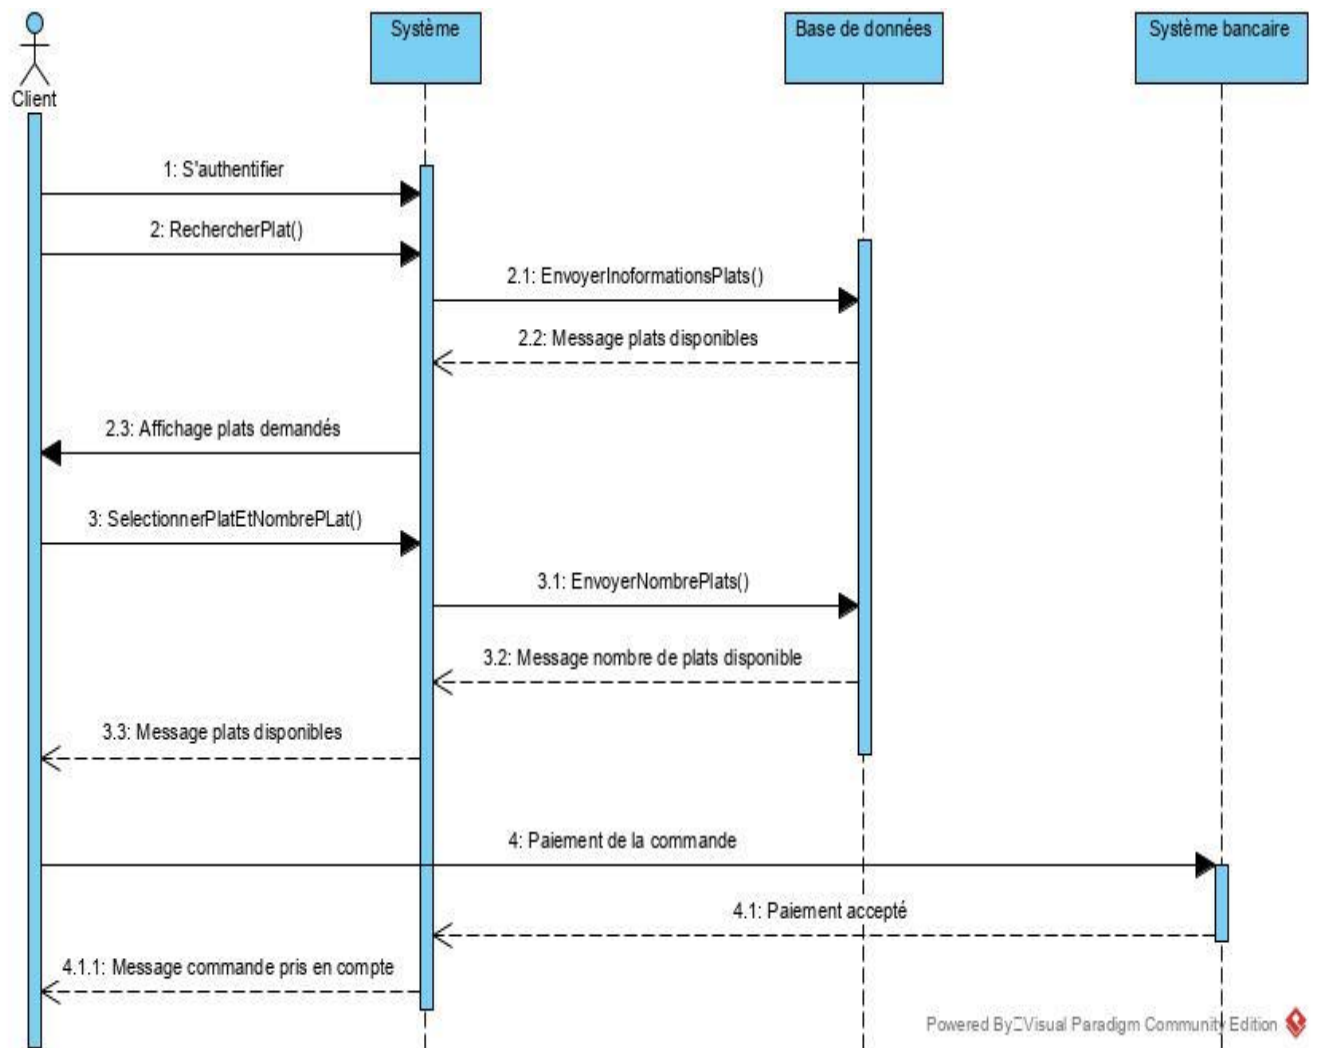 Système
Base de données
Système bancaire
Client
1: S'authentifier
2: RechercherPlat()
2.1: EnvoyerInoformationsPlats()
2.2: Message plats disponibles
2.3: Affichage plats demandés
3: SelectionnerPlatEtNombrePLat()
3.1: EnvoyerNombrePlats()
3.2: Message nombre de plats disponible
3.3: Message plats disponibles
4: Paiement de la commande
4.1: Paiement accepté
4.1.1: Message commande pris en compte
Powered By Visual Paradigm Community Edition